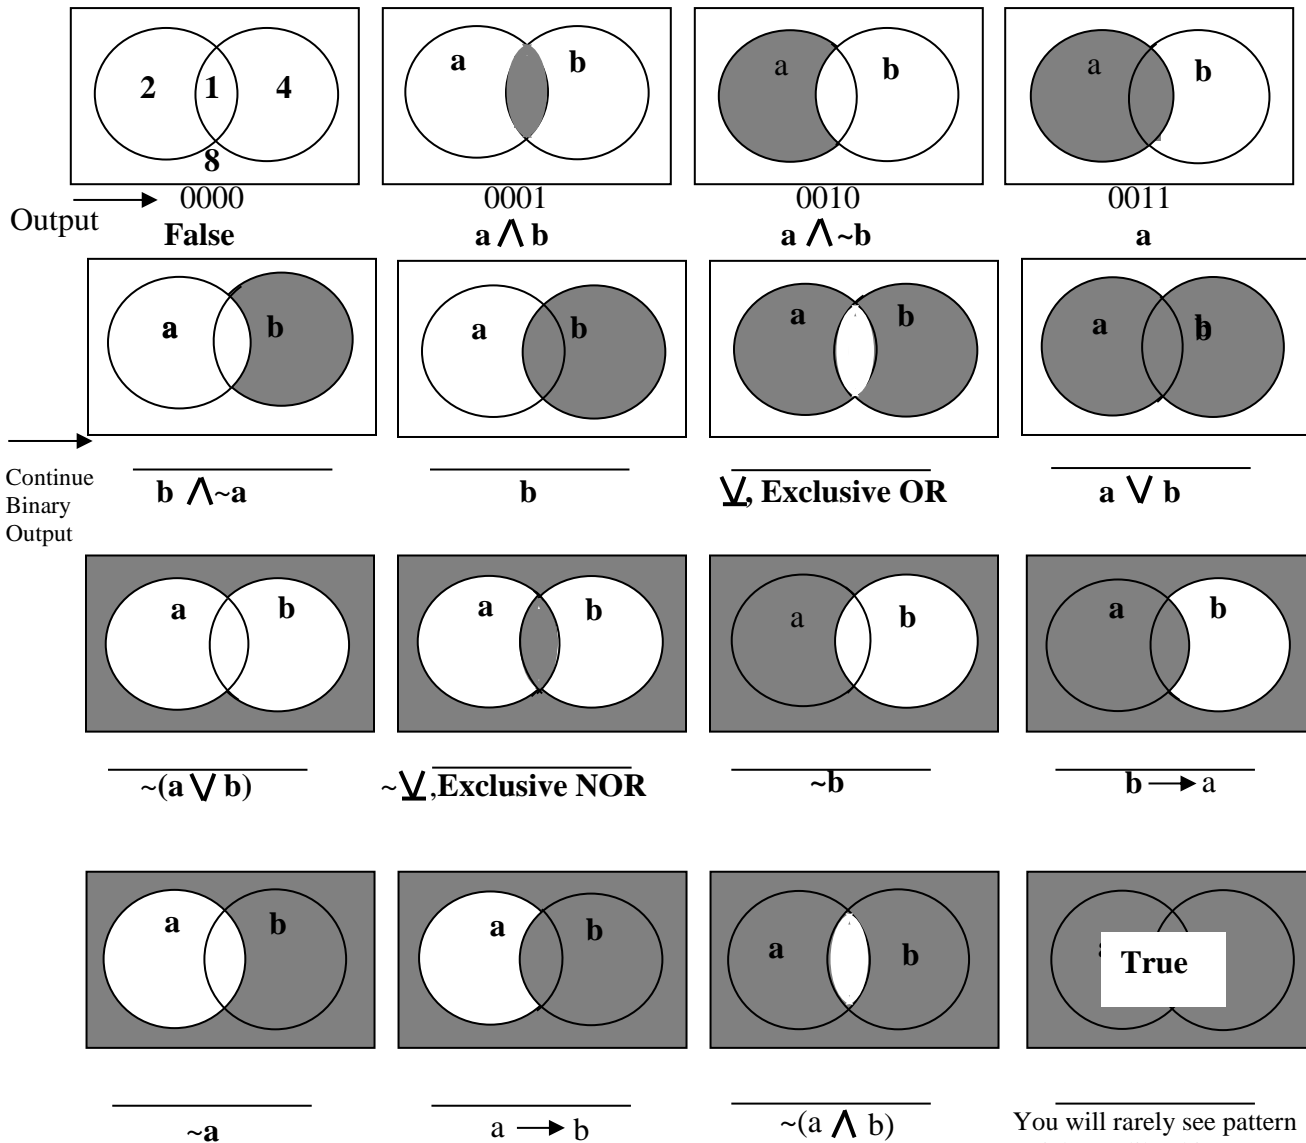 2 1 4
8
a b
a b
a b
0000 0001 0010 0011
Output
False a ⋀ b a ⋀ ~b a
a b
a b
a b
a b
Continue
Binary
Output
b ⋀ ~a b ⊻, Exclusive OR a ⋁ b
a b
a b
a b
a b
~(a ⋁ b) ~⊻,Exclusive NOR ~b b → a
a b
a b
a b
True
~a a → b ~(a ⋀ b) You will rarely see pattern